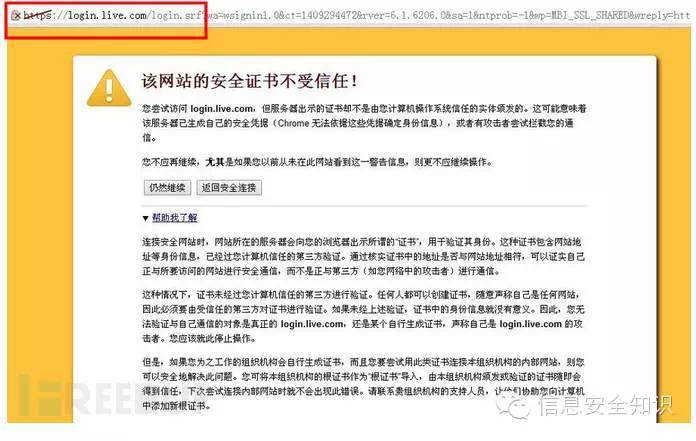 https://login.live.com/login.srf?wa=wsignin1.0&ct=1409294472&rver=6.1.6206.0&sa=1&ntprob=-1&wp=MBI_SSL_SHARED&wreply=htt
该网站的安全证书不受信任！
您尝试访问 login.live.com，但服务器出示的证书却不是由您计算机操作系统信任的实体颁发的。这可能意味着
该服务器已生成自己的安全凭据（Chrome 无法依据这些凭据确定身份信息），或者有攻击者尝试拦截您的通
信。
您不应再继续，尤其是如果您以前从未在此网站看到这一警告信息，则更不应继续操作。
仍然继续 返回安全连接
帮助我了解
连接安全网站时，网站所在的服务器会向您的浏览器出示所谓的“证书”，用于验证其身份。这种证书包含网站地
址等身份信息，已经过您计算机信任的第三方验证。通过核实证书中的地址是否与网站地址相符，可以证实自己
正与所要访问的网站进行安全通信，而不是正与第三方（如您网络中的攻击者）进行通信。
这种情况下，证书未经过您计算机信任的第三方进行验证。任何人都可以创建证书，随意声称自己是任何网站，
因此必须要由受信任的第三方对证书进行验证。如果未经上述验证，证书中的身份信息就没有意义。因此，您无
法验证与自己通信的对象是真正的 login.live.com，还是某个自行生成证书，声称自己是 login.live.com 的攻
击者。您应该就此停止操作。
但是，如果您为之工作的组织机构会自行生成证书，而且您要尝试用此类证书连接本组织机构的内部网站，则您
可以安全地解决此问题。您可将本组织机构的根证书作为“根证书”导入，由本组织机构颁发或验证的证书随即会
得到信任，下次尝试连接内部网站时就不会出现此错误。请联系贵组织机构的支持人员，让他们协助您向计算机
中添加新根证书。
信息安全知识